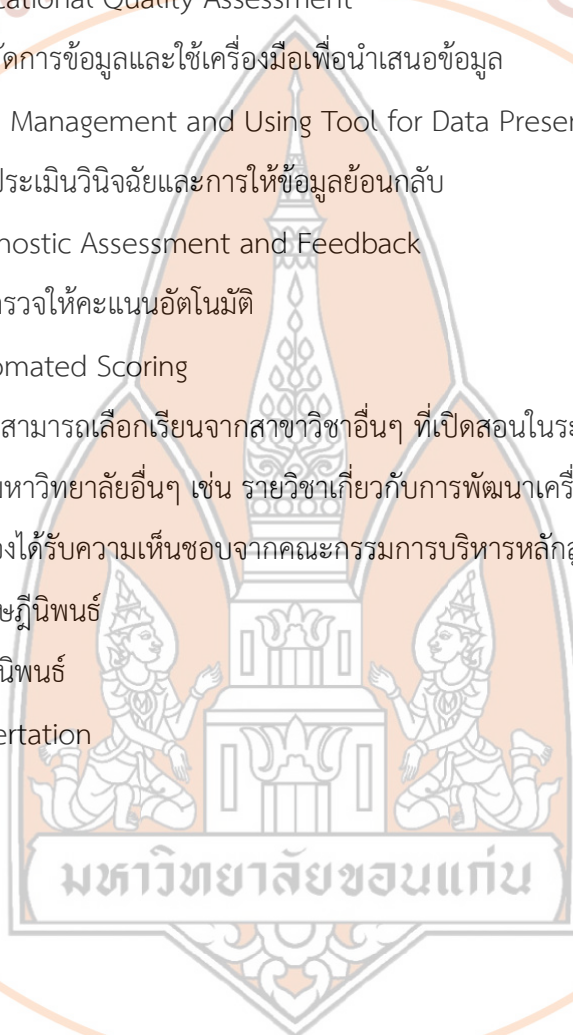 ational Quality Assessment
ัดการข้อมูลและใช้เครื่องมือเพื่อนำเสนอข้อมูล
Management and Using Tool for Data Presen
ประเมินวินิจฉัยและการให้ข้อมูลย้อนกลับ
nostic Assessment and Feedback
ตรวจให้คะแนนอัตโนมัติ
omated Scoring
สามารถเลือกเรียนจากสาขาวิชาอื่นๆ ที่เปิดสอนในระ
มหาวิทยาลัยอื่นๆ เช่น รายวิชาเกี่ยวกับการพัฒนาเครื่
องได้รับความเห็นชอบจากคณะกรรมการบริหารหลักสู
ษฎีนิพนธ์
นิพนธ์
ertation
มหาวิทยาลัยขอนแก่น